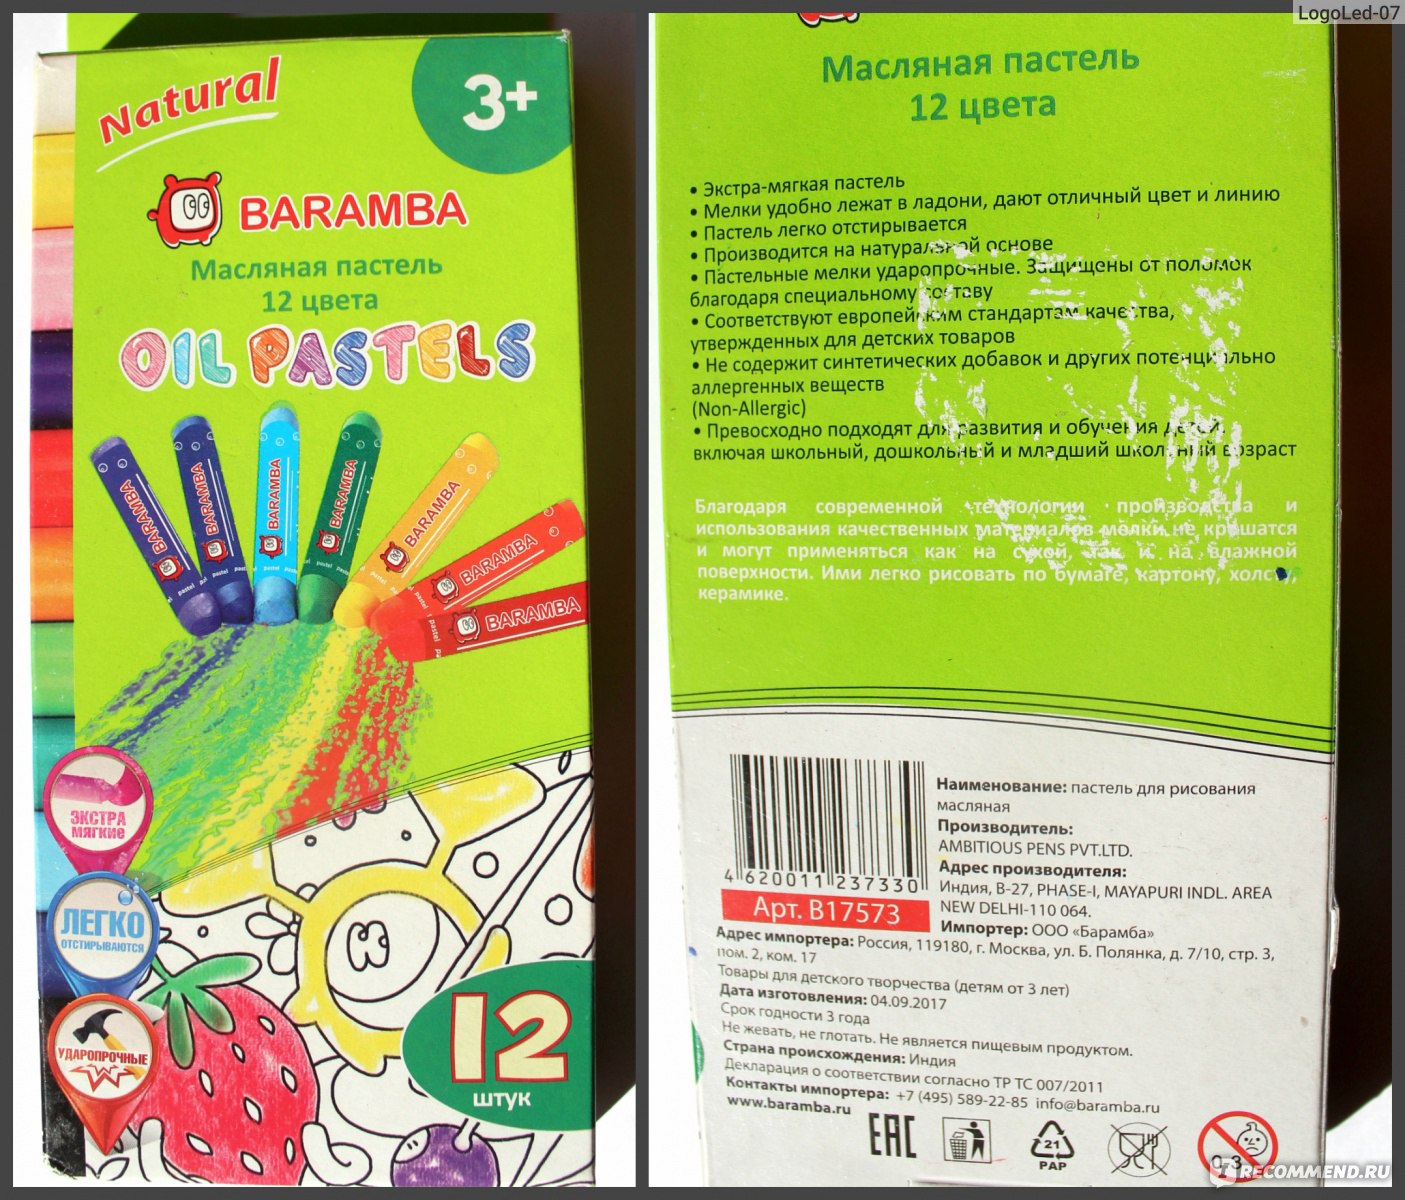 LogoLed-07
Natural
3+
BARAMBA
Масляная пастель
12 цвета
OIL PASTELS
BARAMBA
BARAMBA
BARAMBA
BARAMBA
BARAMBA
BARAMBA
BARAMBA
pastel
pastel
pastel
pastel
ЭКСТРА
МЯГКИЕ
ЛЕГКО
ОТСТИРЫВАЮТСЯ
УДАРОПРОЧНЫЕ
12
штук
Масляная пастель
12 цвета
• Экстра-мягкая пастель
• Мелки удобно лежат в ладони, дают отличный цвет и линию
• Пастель легко отстирывается
• Производится на натуральной основе
• Пастельные мелки ударопрочные. Защищены от поломок
благодаря специальному составу
• Соответствуют европейским стандартам качества,
утвержденных для детских товаров
• Не содержит синтетических добавок и других потенциально
аллергенных веществ
(Non-Allergic)
• Превосходно подходят для развития и обучения детей,
включая школьный, дошкольный и младший школьный возраст
Благодаря современной технологии производства и
использования качественных материалов мелки не крошатся
и могут применяться как на сухой, так и на влажной
поверхности. Ими легко рисовать по бумаге, картону, холсту,
керамике.
4 620011 237330
Арт. B17573
Наименование: пастель для рисования
масляная
Производитель:
AMBITIOUS PENS PVT.LTD.
Адрес производителя:
Индия, B-27, PHASE-I, MAYAPURI INDL. AREA
NEW DELHI-110 064.
Импортер: ООО «Барамба»
Адрес импортера: Россия, 119180, г. Москва, ул. Б. Полянка, д. 7/10, стр. 3,
пом. 2, ком. 17
Товары для детского творчества (детям от 3 лет)
Дата изготовления: 04.09.2017
Срок годности 3 года
Не жевать, не глотать. Не является пищевым продуктом.
Страна происхождения: Индия
Декларация о соответствии согласно ТР ТС 007/2011
Контакты импортера: +7 (495) 589-22-85 info@baramba.ru
www.baramba.ru
EAC
21
PAP
0-3
IRECOMMEND.RU